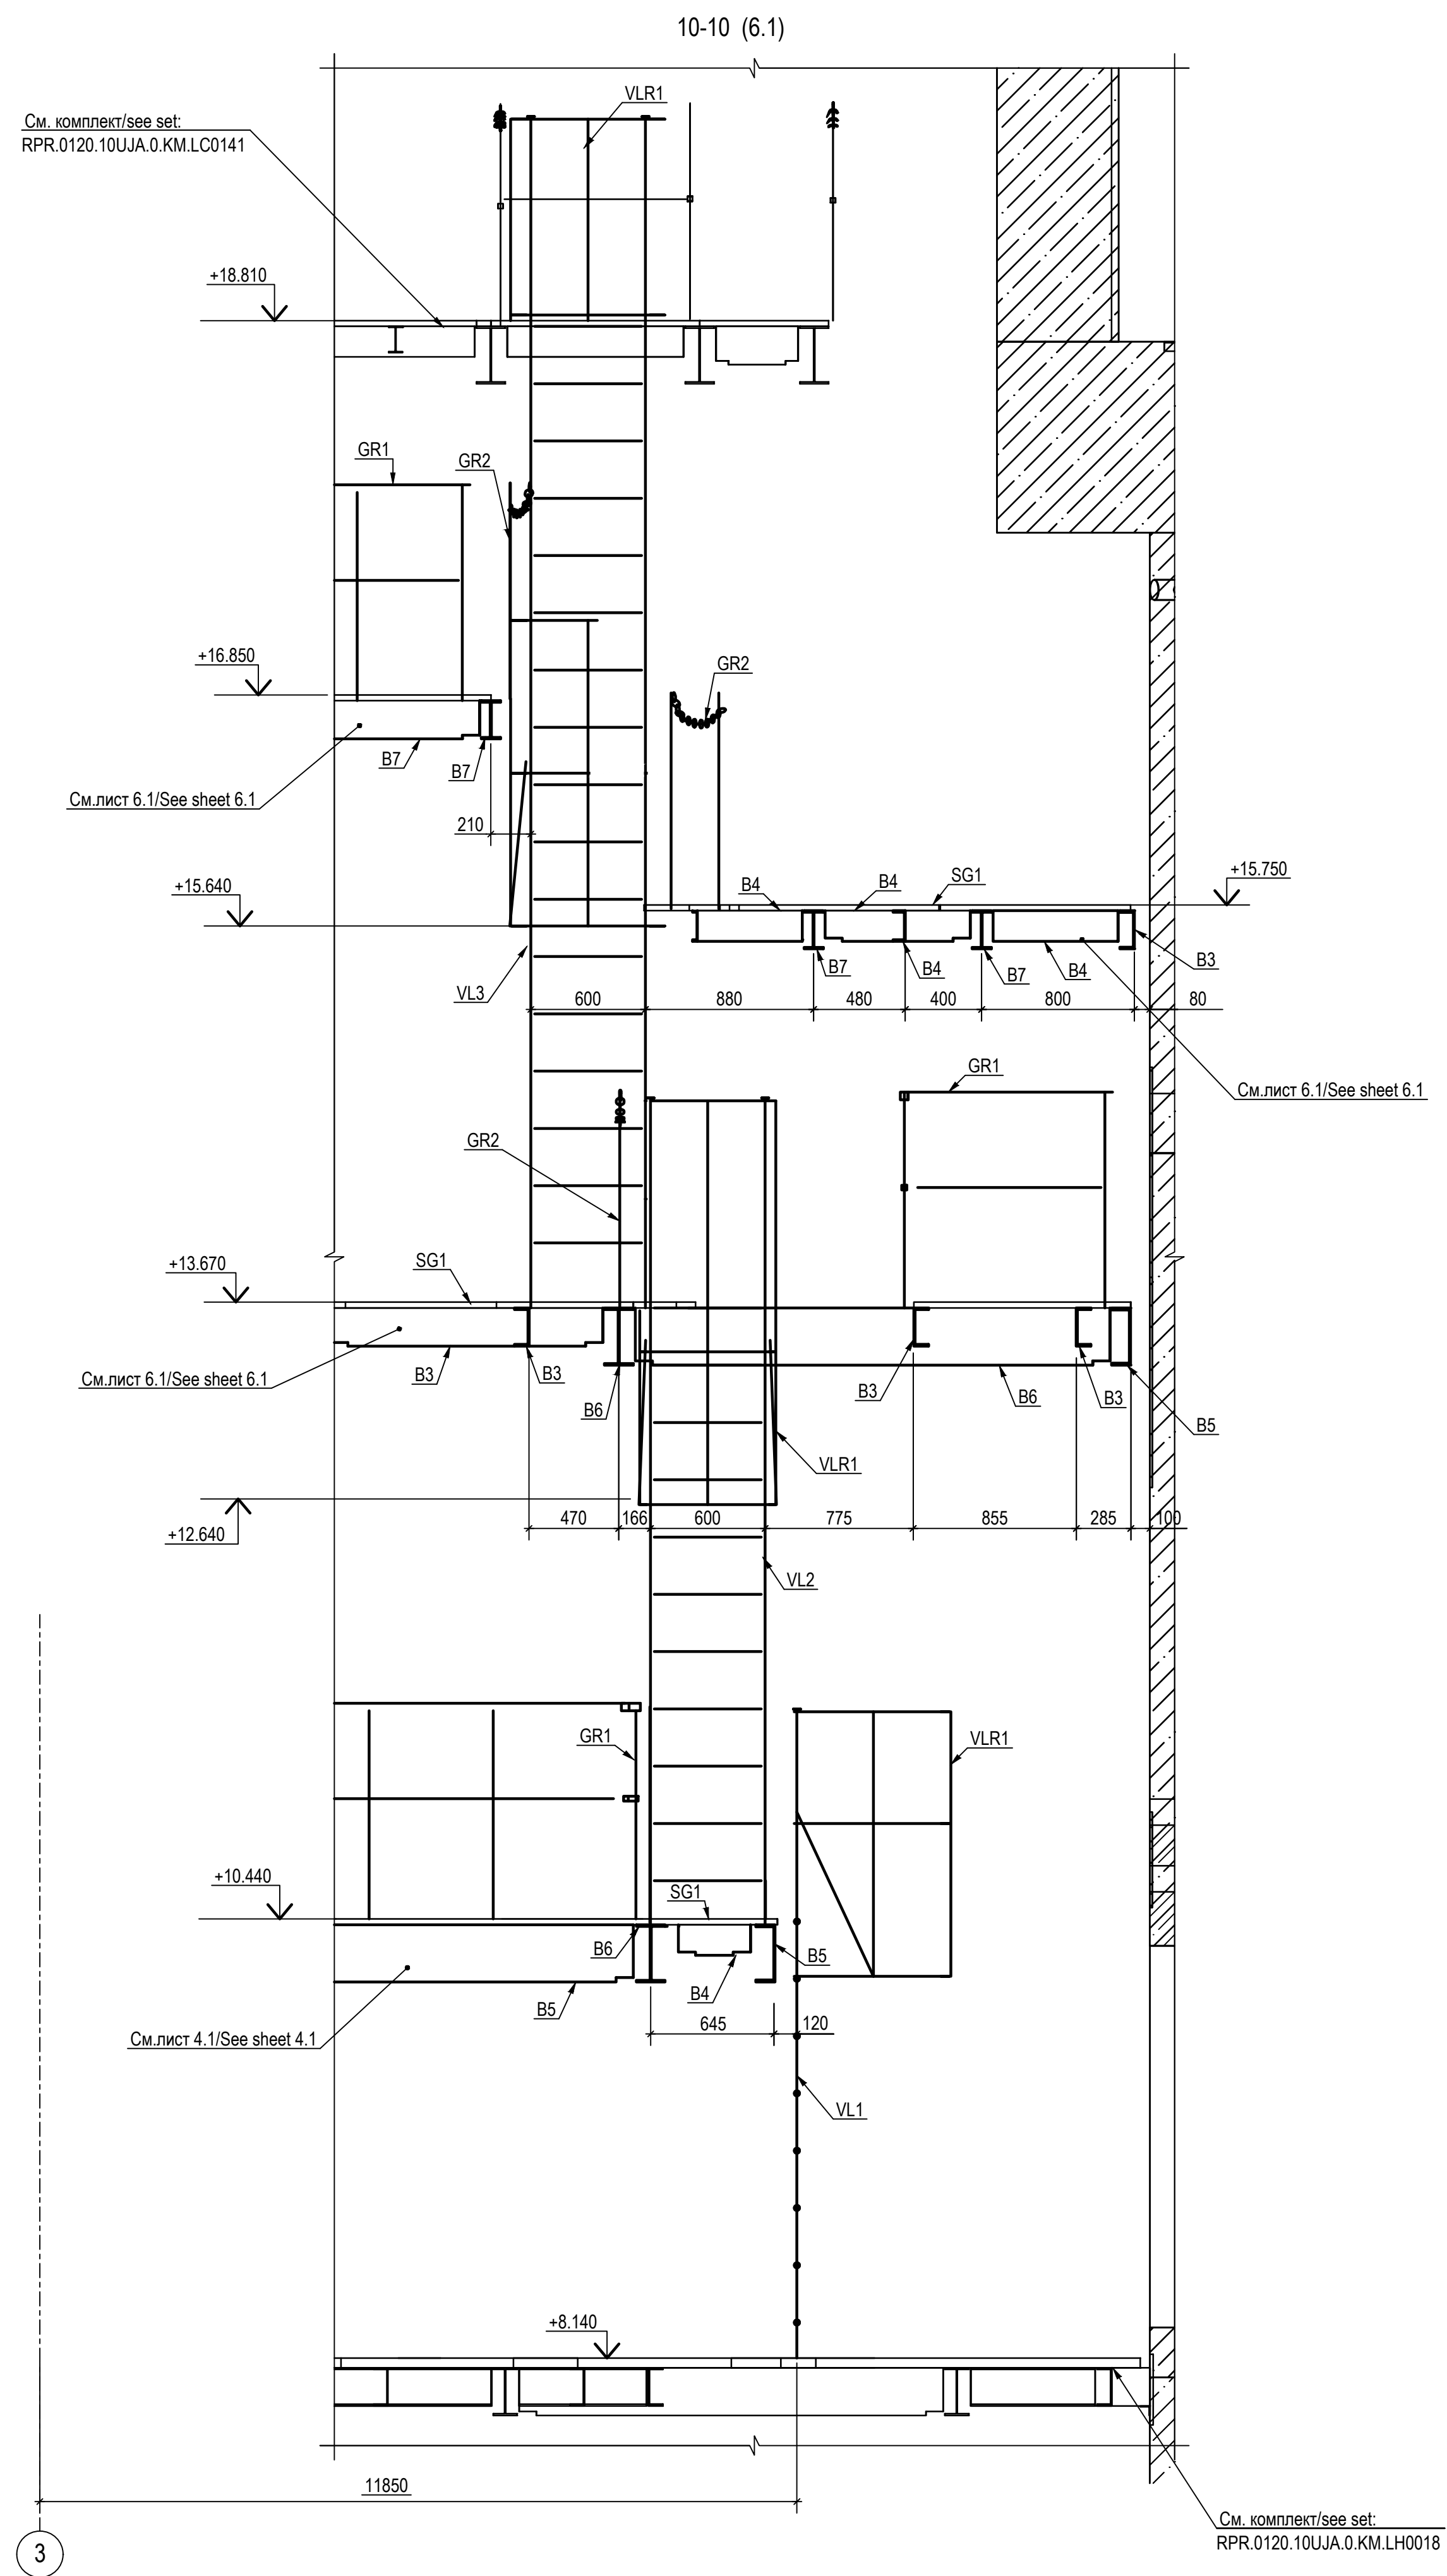 10-10 (6.1)
VLR1
См. комплект/see set:
RPR.0120.10UJA.0.KM.LC0141
+18.810
GR1
GR2
+16.850
GR2
B7
B7
См.лист 6.1/See sheet 6.1
210
+15.640
B4
B4
SG1
+15.750
B7
B4
B7
B4
B3
VL3
600
880
480
400
800
80
GR1
См.лист 6.1/See sheet 6.1
GR2
+13.670
SG1
B3
B3
B6
B3
B6
B3
B5
См.лист 6.1/See sheet 6.1
VLR1
+12.640
470
166
600
775
855
285
100
VL2
GR1
VLR1
+10.440
SG1
B6
B5
B4
B5
645
120
См.лист 4.1/See sheet 4.1
VL1
+8.140
11850
3
См. комплект/see set:
RPR.0120.10UJA.0.KM.LH0018